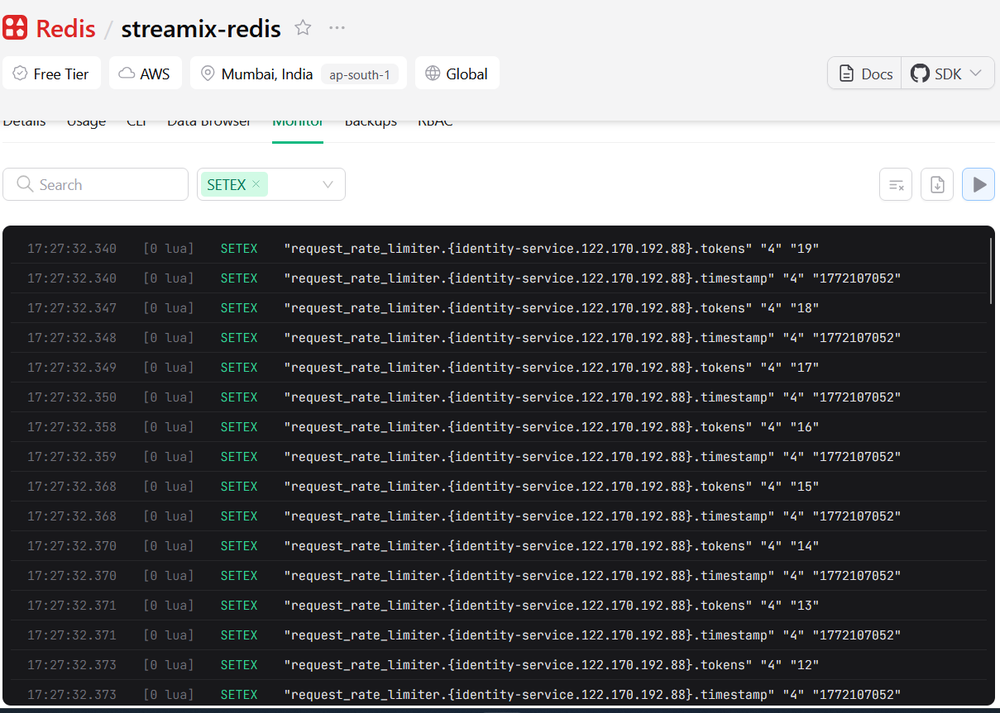 Redis / streamix-redis ...
Free Tier AWS Mumbai, India ap-south-1 Global Docs SDK
Details Usage CLI Data Browser Monitor Backups RBAC
Search SETEX ×
17:27:32.340 [0 lua] SETEX "request_rate_limiter.{identity-service.122.170.192.88}.tokens" "4" "19"
17:27:32.340 [0 lua] SETEX "request_rate_limiter.{identity-service.122.170.192.88}.timestamp" "4" "1772107052"
17:27:32.347 [0 lua] SETEX "request_rate_limiter.{identity-service.122.170.192.88}.tokens" "4" "18"
17:27:32.348 [0 lua] SETEX "request_rate_limiter.{identity-service.122.170.192.88}.timestamp" "4" "1772107052"
17:27:32.349 [0 lua] SETEX "request_rate_limiter.{identity-service.122.170.192.88}.tokens" "4" "17"
17:27:32.350 [0 lua] SETEX "request_rate_limiter.{identity-service.122.170.192.88}.timestamp" "4" "1772107052"
17:27:32.358 [0 lua] SETEX "request_rate_limiter.{identity-service.122.170.192.88}.tokens" "4" "16"
17:27:32.359 [0 lua] SETEX "request_rate_limiter.{identity-service.122.170.192.88}.timestamp" "4" "1772107052"
17:27:32.368 [0 lua] SETEX "request_rate_limiter.{identity-service.122.170.192.88}.tokens" "4" "15"
17:27:32.368 [0 lua] SETEX "request_rate_limiter.{identity-service.122.170.192.88}.timestamp" "4" "1772107052"
17:27:32.370 [0 lua] SETEX "request_rate_limiter.{identity-service.122.170.192.88}.tokens" "4" "14"
17:27:32.370 [0 lua] SETEX "request_rate_limiter.{identity-service.122.170.192.88}.timestamp" "4" "1772107052"
17:27:32.371 [0 lua] SETEX "request_rate_limiter.{identity-service.122.170.192.88}.tokens" "4" "13"
17:27:32.371 [0 lua] SETEX "request_rate_limiter.{identity-service.122.170.192.88}.timestamp" "4" "1772107052"
17:27:32.373 [0 lua] SETEX "request_rate_limiter.{identity-service.122.170.192.88}.tokens" "4" "12"
17:27:32.373 [0 lua] SETEX "request_rate_limiter.{identity-service.122.170.192.88}.timestamp" "4" "1772107052"